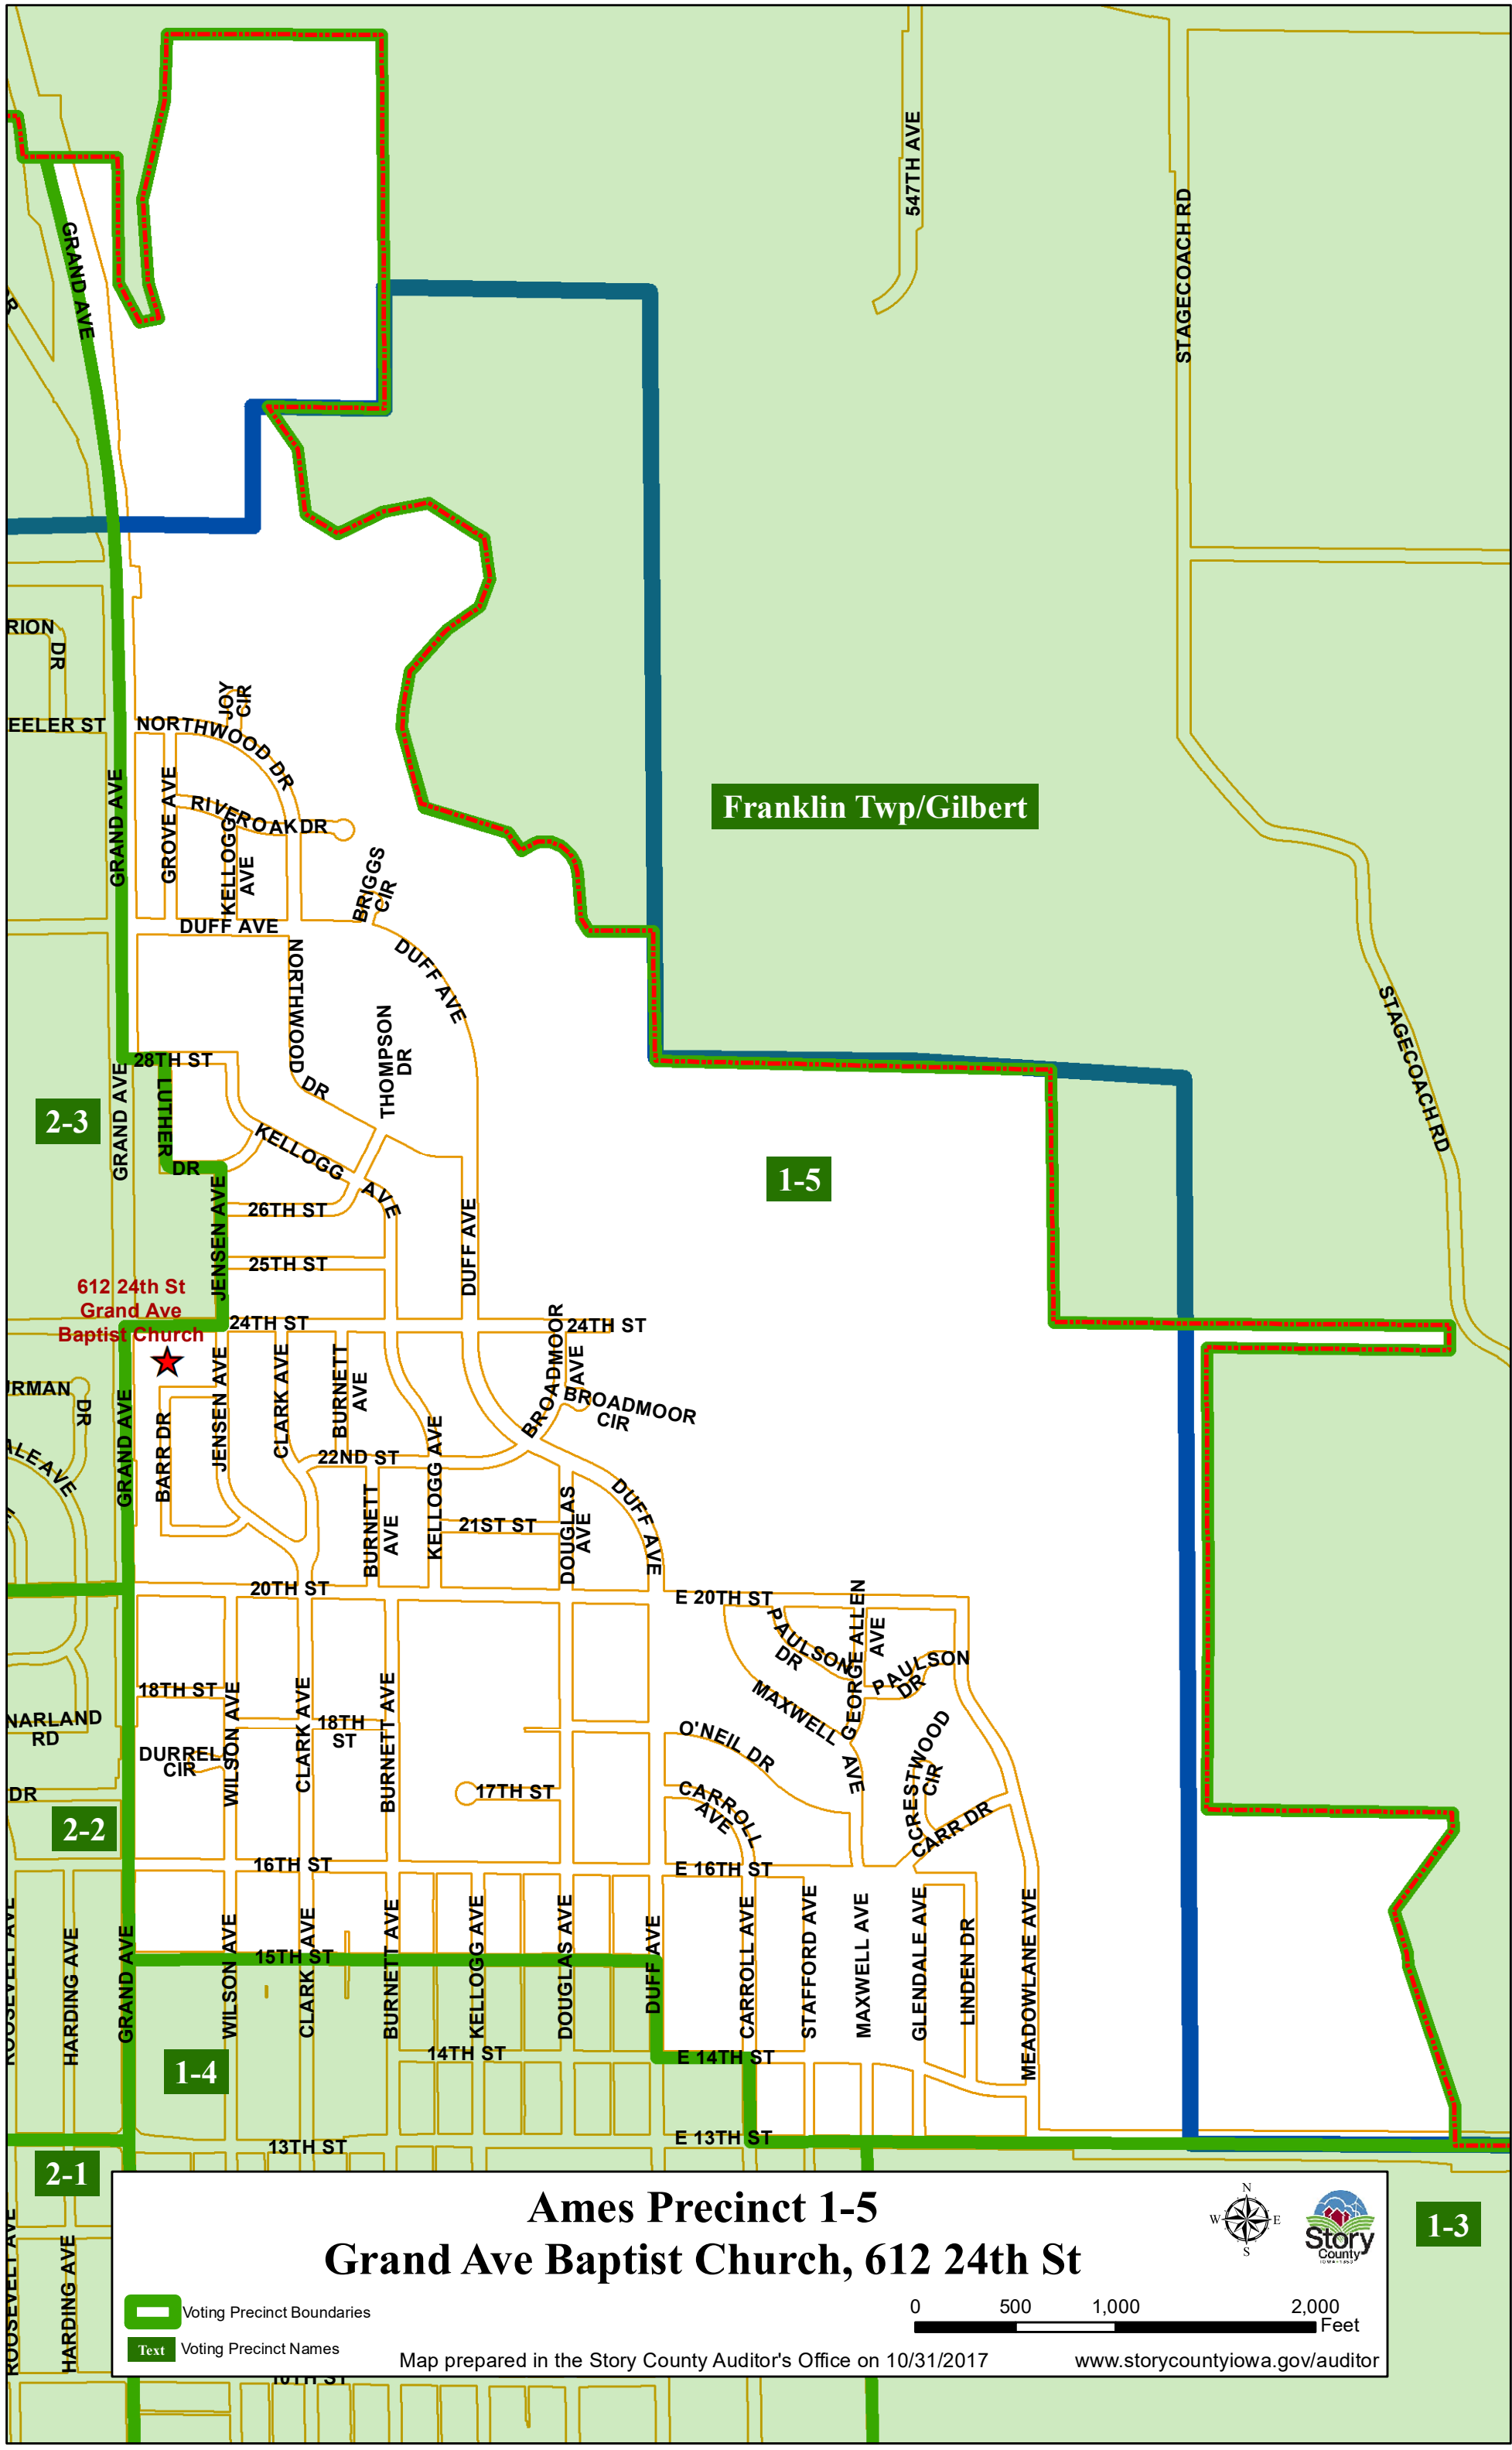 547TH AVE
STAGECOACH RD
GRAND AVE
RION
DR
EELER ST
JOY
CIR
NORTHWOOD DR
GRAND AVE
GROVE AVE
RIVEROAK DR
KELLOGG
AVE
BRIGGS
CIR
Franklin Twp/Gilbert
DUFF AVE
DUFF AVE
NORTHWOOD
DR
THOMPSON
DR
STAGECOACH RD
28TH ST
GRAND AVE
LUTHER
DR
2-3
KELLOGG
AVE
1-5
JENSEN AVE
26TH ST
DUFF AVE
25TH ST
612 24th St
Grand Ave
Baptist Church
24TH ST
24TH ST
BROADMOOR
AVE
BROADMOOR
CIR
URMAN
DR
GRAND AVE
BARR DR
JENSEN AVE
CLARK AVE
BURNETT
AVE
KELLOGG AVE
22ND ST
ALE AVE
DUFF AVE
BURNETT
AVE
21ST ST
DOUGLAS
AVE
20TH ST
E 20TH ST
PAULSON
DR
GEORGE ALLEN
AVE
PAULSON
DR
18TH ST
WILSON AVE
CLARK AVE
18TH
ST
BURNETT AVE
MAXWELL
AVE
NARLAND
RD
DURREL
CIR
O'NEIL DR
CRESTWOOD
CIR
DR
17TH ST
CARROLL
AVE
CARR DR
2-2
16TH ST
E 16TH ST
ROOSEVELT AVE
HARDING AVE
GRAND AVE
WILSON AVE
CLARK AVE
15TH ST
BURNETT AVE
KELLOGG AVE
DOUGLAS AVE
DUFF AVE
CARROLL AVE
STAFFORD AVE
MAXWELL AVE
GLENDALE AVE
LINDEN DR
MEADOWLANE AVE
1-4
14TH ST
E 14TH ST
13TH ST
E 13TH ST
2-1
ROOSEVELT AVE
HARDING AVE
Ames Precinct 1-5
Grand Ave Baptist Church, 612 24th St
N
W E
S
Story
County
1-3
Voting Precinct Boundaries
0 500 1,000 2,000
Feet
Text Voting Precinct Names
Map prepared in the Story County Auditor's Office on 10/31/2017
www.storycountyiowa.gov/auditor